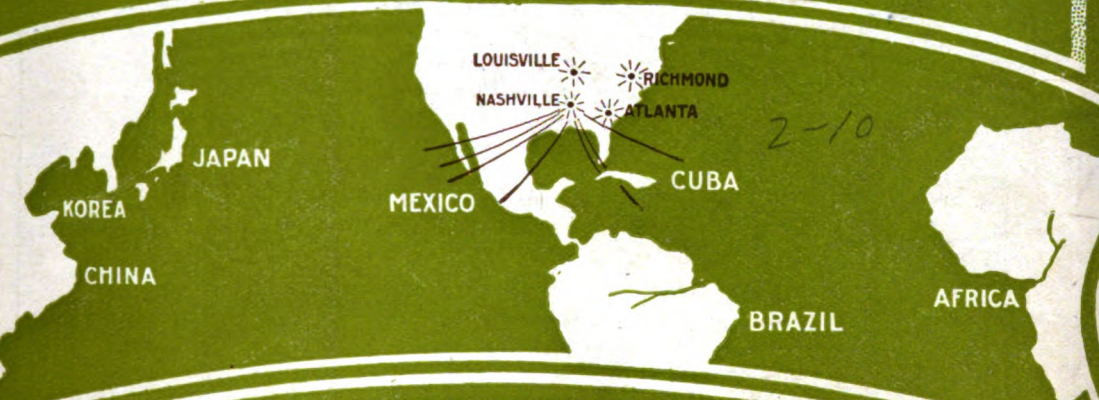 LOUISVILLE
RICHMOND
NASHVILLE
ATLANTA
2-10
JAPAN
CUBA
MEXICO
KOREA
CHINA
AFRICA
BRAZIL